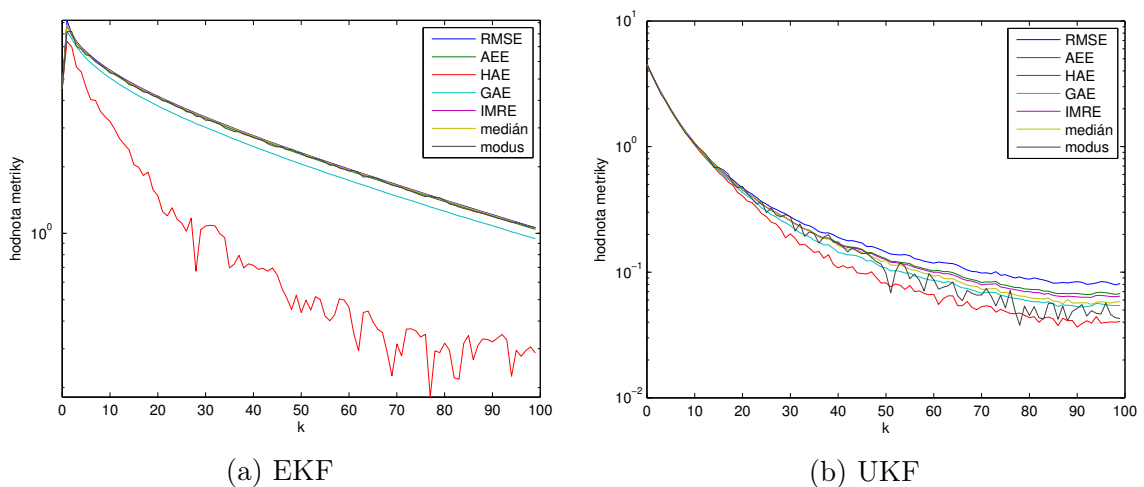 hodnota metriky
10^0
0 10 20 30 40 50 60 70 80 90 100
k
RMSE
AEE
HAE
GAE
IMRE
medián
modus
(a) EKF
hodnota metriky
10^1
10^0
10^-1
10^-2
0 10 20 30 40 50 60 70 80 90 100
k
RMSE
AEE
HAE
GAE
IMRE
medián
modus
(b) UKF